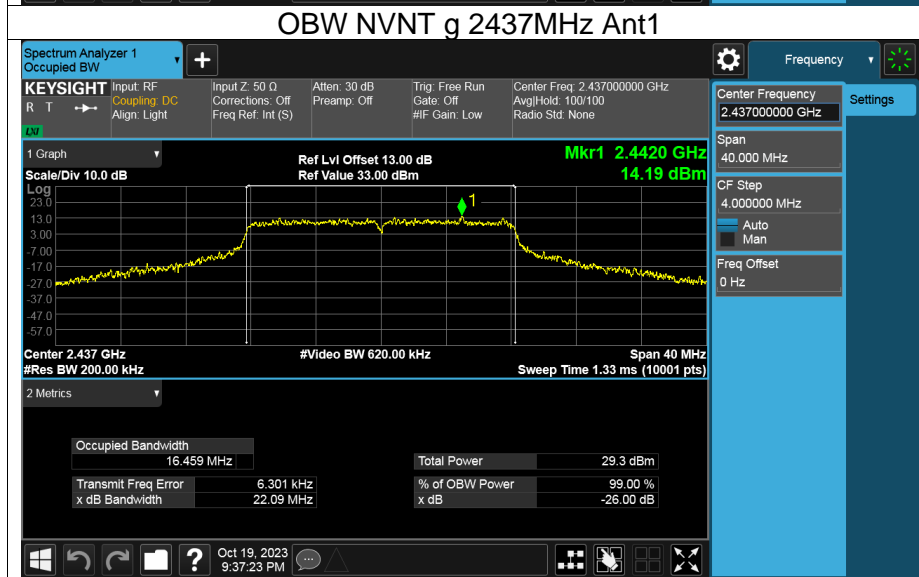 OBW NVNT g 2437MHz Ant1
Spectrum Analyzer 1
Occupied BW
+
Frequency
KEYSIGHT Input: RF Input Z: 50 Ω Atten: 30 dB Trig: Free Run Center Freq: 2.437000000 GHz
R T Coupling: DC Corrections: Off Preamp: Off Gate: Off Avg|Hold: 100/100
Align: Light Freq Ref: Int (S) #IF Gain: Low Radio Std: None
LXI
Center Frequency
2.437000000 GHz
Settings
Span
40.000 MHz
CF Step
4.000000 MHz
Auto
Man
Freq Offset
0 Hz
1 Graph Ref Lvl Offset 13.00 dB Mkr1 2.4420 GHz
Scale/Div 10.0 dB Ref Value 33.00 dBm 14.19 dBm
Log
23.0
13.0
3.00
-7.00
-17.0
-27.0
-37.0
-47.0
-57.0
1
Center 2.437 GHz #Video BW 620.00 kHz Span 40 MHz
#Res BW 200.00 kHz Sweep Time 1.33 ms (10001 pts)
2 Metrics
Occupied Bandwidth
16.459 MHz Total Power 29.3 dBm
Transmit Freq Error 6.301 kHz % of OBW Power 99.00 %
x dB Bandwidth 22.09 MHz x dB -26.00 dB
? Oct 19, 2023
9:37:23 PM